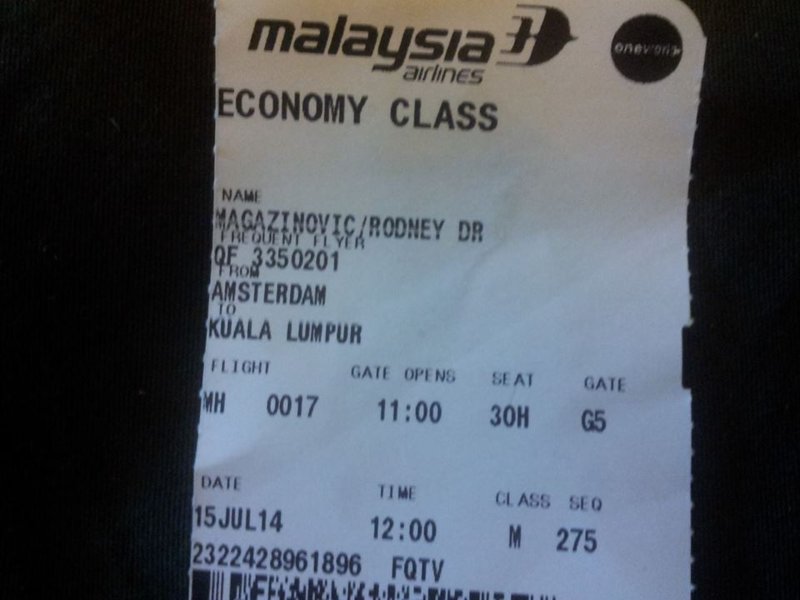 malaysia
airlines
oneworld
ECONOMY CLASS
NAME
MAGAZINOVIC/RODNEY DR
FREQUENT FLYER
QF 3350201
FROM
AMSTERDAM
TO
KUALA LUMPUR
FLIGHT GATE OPENS SEAT GATE
MH 0017 11:00 30H G5
DATE TIME CLASS SEQ
15JUL14 12:00 M 275
2322428961896 FQTV